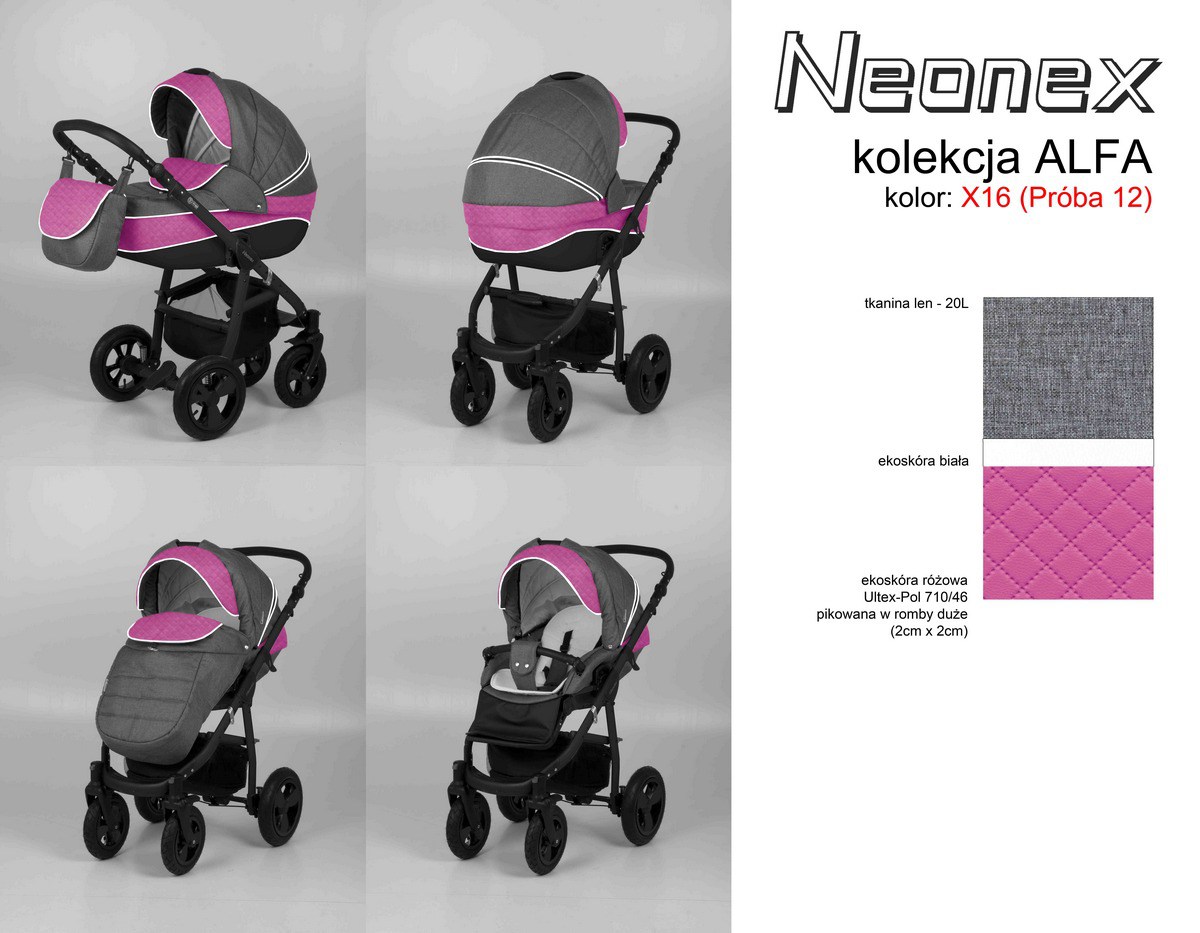 Neonex
kolekcja ALFA
kolor: X16 (Próba 12)
tkanina len - 20L
ekoskóra biała
ekoskóra różowa
Ultex-Pol 710/46
pikowana w romby duże
(2cm x 2cm)